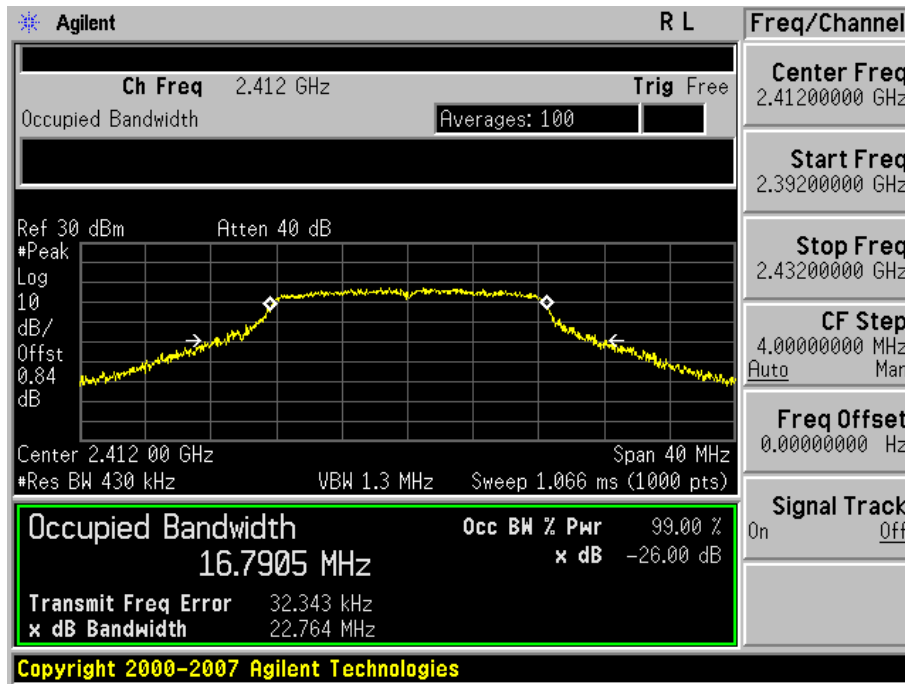 Agilent R L Freq/Channel
Ch Freq 2.412 GHz Trig Free
Occupied Bandwidth Averages: 100
Center Freq
2.41200000 GHz
Start Freq
2.39200000 GHz
Stop Freq
2.43200000 GHz
CF Step
4.00000000 MHz
Auto Man
Freq Offset
0.00000000 Hz
Signal Track
On Off
Ref 30 dBm Atten 40 dB
#Peak
Log
10
dB/
Offst
0.84
dB
Center 2.412 00 GHz Span 40 MHz
#Res BW 430 kHz VBW 1.3 MHz Sweep 1.066 ms (1000 pts)
Occupied Bandwidth Occ BW % Pwr 99.00 %
16.7905 MHz x dB -26.00 dB
Transmit Freq Error 32.343 kHz
x dB Bandwidth 22.764 MHz
Copyright 2000-2007 Agilent Technologies